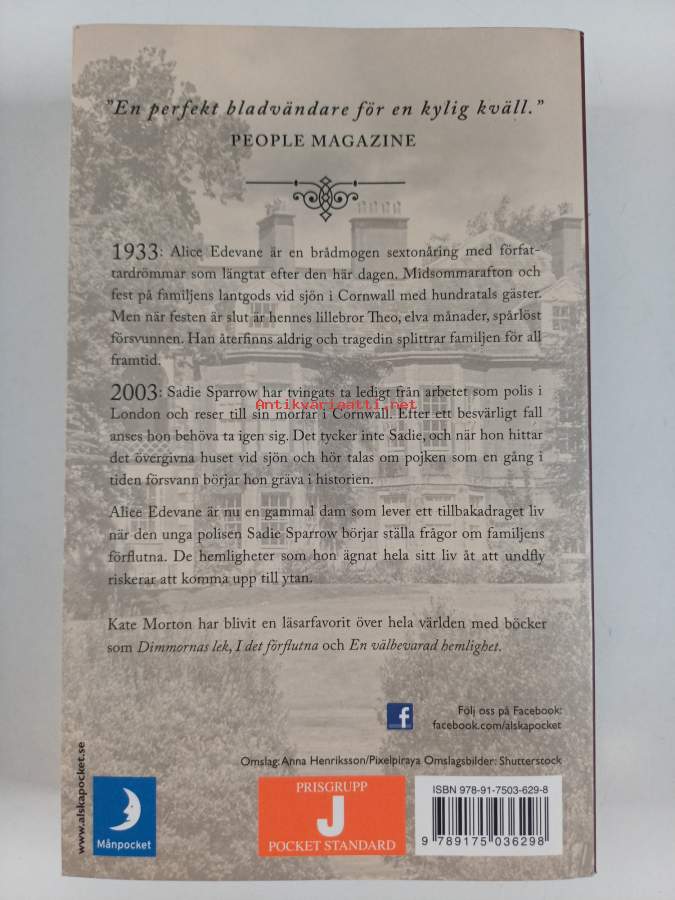 "En perfekt bladvändare för en kylig kväll."
PEOPLE MAGAZINE
1933: Alice Edevane är en brådmogen sextonåring med förfat-
tardrömmar som längtat efter den här dagen. Midsommarafton och
fest på familjens lantgods vid sjön i Cornwall med hundratals gäster.
Men när festen är slut är hennes lillebror Theo, elva månader, spårlöst
försvunnen. Han återfinns aldrig och tragedin splittrar familjen för all
framtid.
2003: Sadie Sparrow har tvingats ta ledigt från arbetet som polis i
London och reser till sin morfar i Cornwall. Efter ett besvärligt fall
Antikvariaatti.net
anses hon behöva ta igen sig. Det tycker inte Sadie, och när hon hittar
det övergivna huset vid sjön och hör talas om pojken som en gång i
tiden försvann börjar hon gräva i historien.
Alice Edevane är nu en gammal dam som lever ett tillbakadraget liv
när den unga polisen Sadie Sparrow börjar ställa frågor om familjens
förflutna. De hemligheter som hon ägnat hela sitt liv åt att undfly
riskerar att komma upp till ytan.
Kate Morton har blivit en läsarfavorit över hela världen med böcker
som Dimmornas lek, I det förflutna och En välbevarad hemlighet.
Följ oss på Facebook:
facebook.com/alskapocket
Omslag: Anna Henriksson/Pixelpiraya Omslagsbilder: Shutterstock
www.alskapocket.se
Månpocket
PRISGRUPP
J
POCKET STANDARD
ISBN 978-91-7503-629-8
9 789175 036298